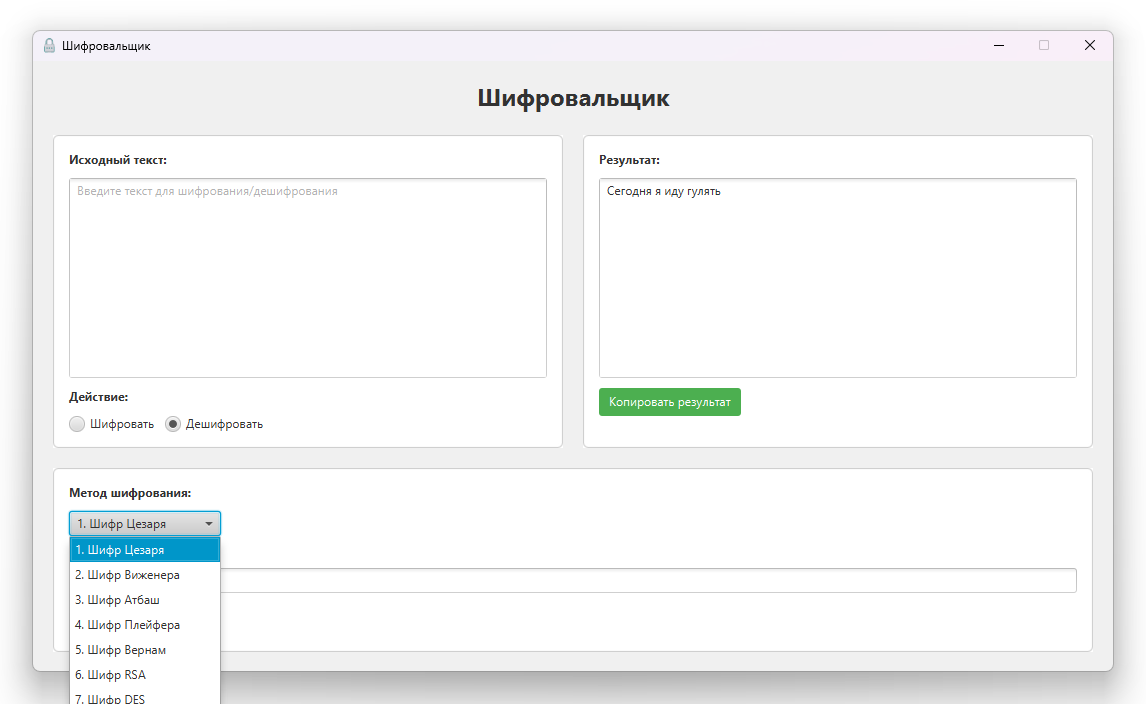 Шифровальщик
Шифровальщик
Исходный текст:
Введите текст для шифрования/дешифрования
Действие:
Шифровать Дешифровать
Результат:
Сегодня я иду гулять
Копировать результат
Метод шифрования:
1. Шифр Цезаря
1. Шифр Цезаря
2. Шифр Виженера
3. Шифр Атбаш
4. Шифр Плейфера
5. Шифр Вернам
6. Шифр RSA
7. Шифр DES